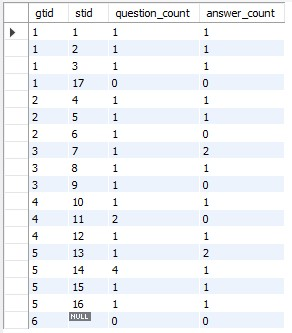 gtid stid question_count answer_count
1 1 1 1
1 2 1 1
1 3 1 1
1 17 0 0
2 4 1 1
2 5 1 1
2 6 1 0
3 7 1 2
3 8 1 1
3 9 1 0
4 10 1 1
4 11 2 0
4 12 1 1
5 13 1 2
5 14 4 1
5 15 1 1
5 16 1 1
6 NULL 0 0